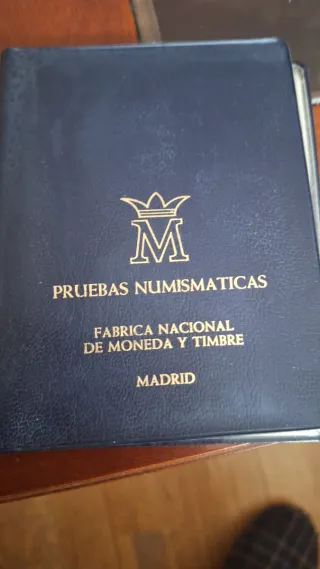 M
PRUEBAS NUMISMATICAS
FABRICA NACIONAL
DE MONEDA Y TIMBRE
MADRID